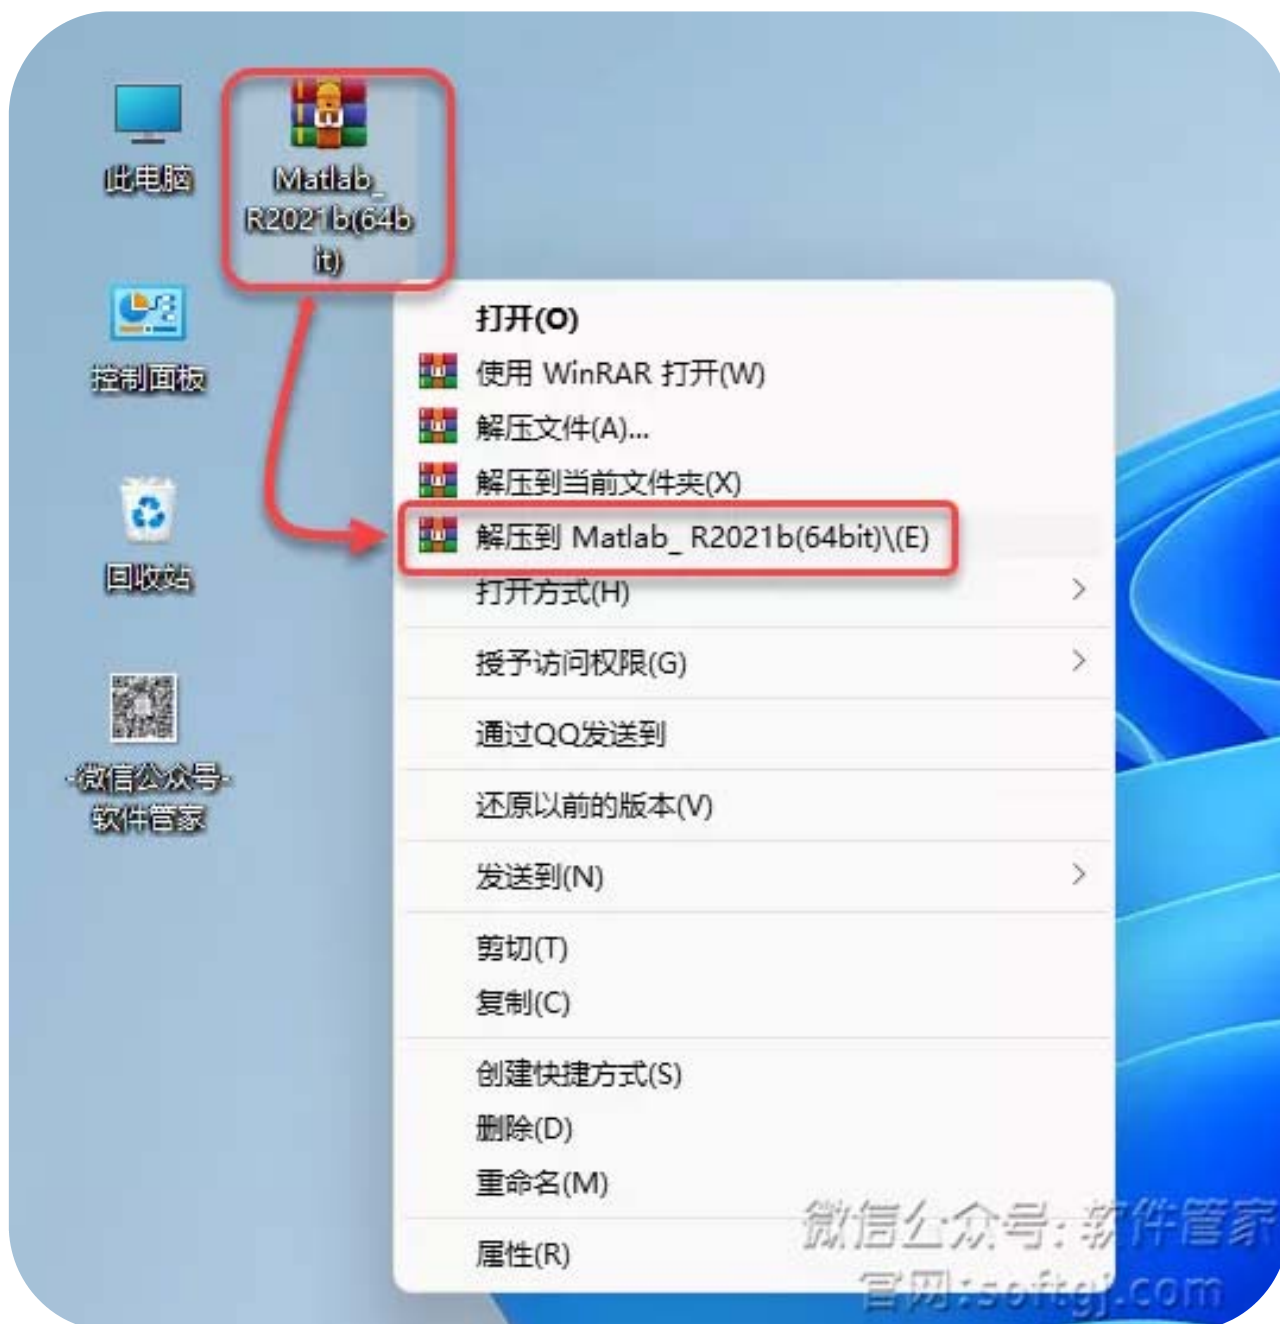 此电脑
Matlab_
R2021b(64b
it)
控制面板
回收站
-微信公众号-
软件管家
打开(O)
使用 WinRAR 打开(W)
解压文件(A)...
解压到当前文件夹(X)
解压到 Matlab_ R2021b(64bit)\(E)
打开方式(H)
授予访问权限(G)
通过QQ发送到
还原以前的版本(V)
发送到(N)
剪切(T)
复制(C)
创建快捷方式(S)
删除(D)
重命名(M)
属性(R)
微信公众号:软件管家
官网:softgj.com